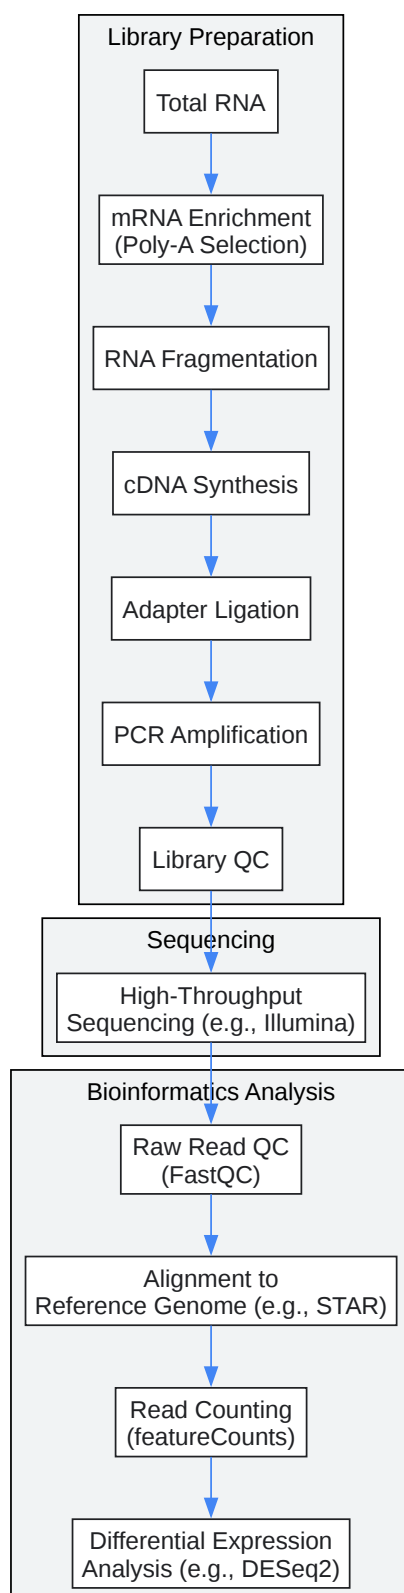 Library Preparation
Total RNA
mRNA Enrichment
(Poly-A Selection)
RNA Fragmentation
cDNA Synthesis
Adapter Ligation
PCR Amplification
Library QC
Sequencing
High-Throughput
Sequencing (e.g., Illumina)
Bioinformatics Analysis
Raw Read QC
(FastQC)
Alignment to
Reference Genome (e.g., STAR)
Read Counting
(featureCounts)
Differential Expression
Analysis (e.g., DESeq2)